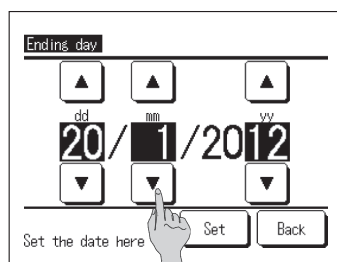 Ending day
dd mm yy
20/ 1/2012
Set the date here
Set Back